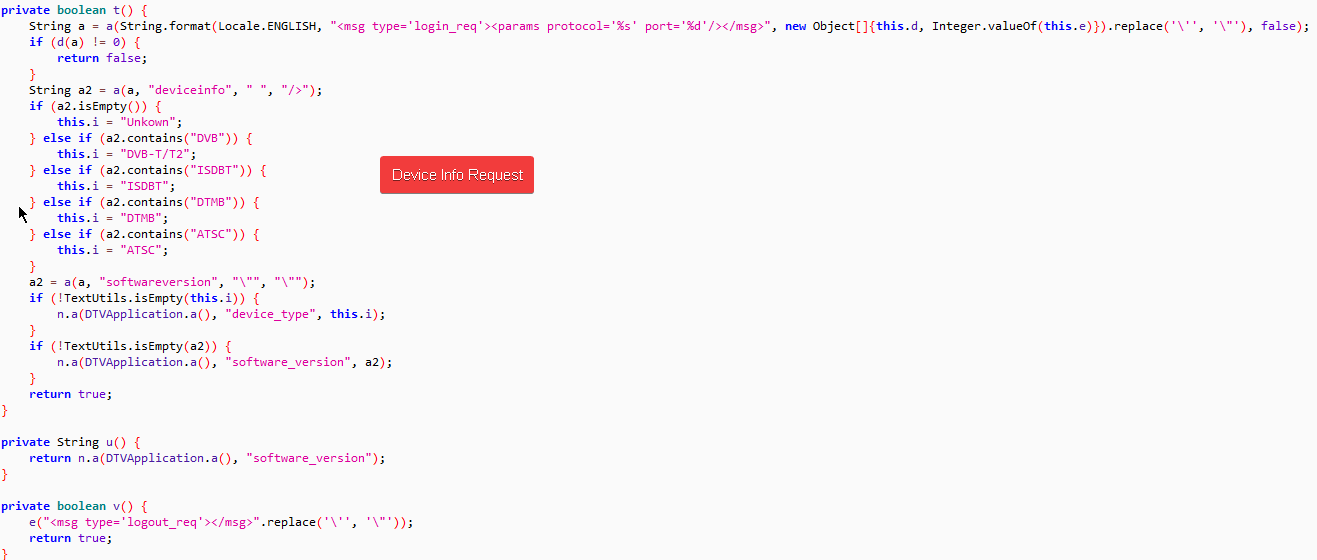 private boolean t() {
    String a = a(String.format(Locale.ENGLISH, "<msg type='login_req'><params protocol='%s' port='%d'/></msg>", new Object[]{this.d, Integer.valueOf(this.e)}).replace('\'', '\"'), false);
    if (d(a) != 0) {
        return false;
    }
    String a2 = a(a, "deviceinfo", " ", "/>");
    if (a2.isEmpty()) {
        this.i = "Unkown";
    } else if (a2.contains("DVB")) {
        this.i = "DVB-T/T2";
    } else if (a2.contains("ISDBT")) {
        this.i = "ISDBT";
    } else if (a2.contains("DTMB")) {
        this.i = "DTMB";
    } else if (a2.contains("ATSC")) {
        this.i = "ATSC";
    }
    a2 = a(a, "softwareversion", "\"", "\"");
    if (!TextUtils.isEmpty(this.i)) {
        n.a(DTVApplication.a(), "device_type", this.i);
    }
    if (!TextUtils.isEmpty(a2)) {
        n.a(DTVApplication.a(), "software_version", a2);
    }
    return true;
}
private String u() {
    return n.a(DTVApplication.a(), "software_version");
}
private boolean v() {
    e("<msg type='logout_req'></msg>".replace('\'', '\"'));
    return true;
}
Device Info Request